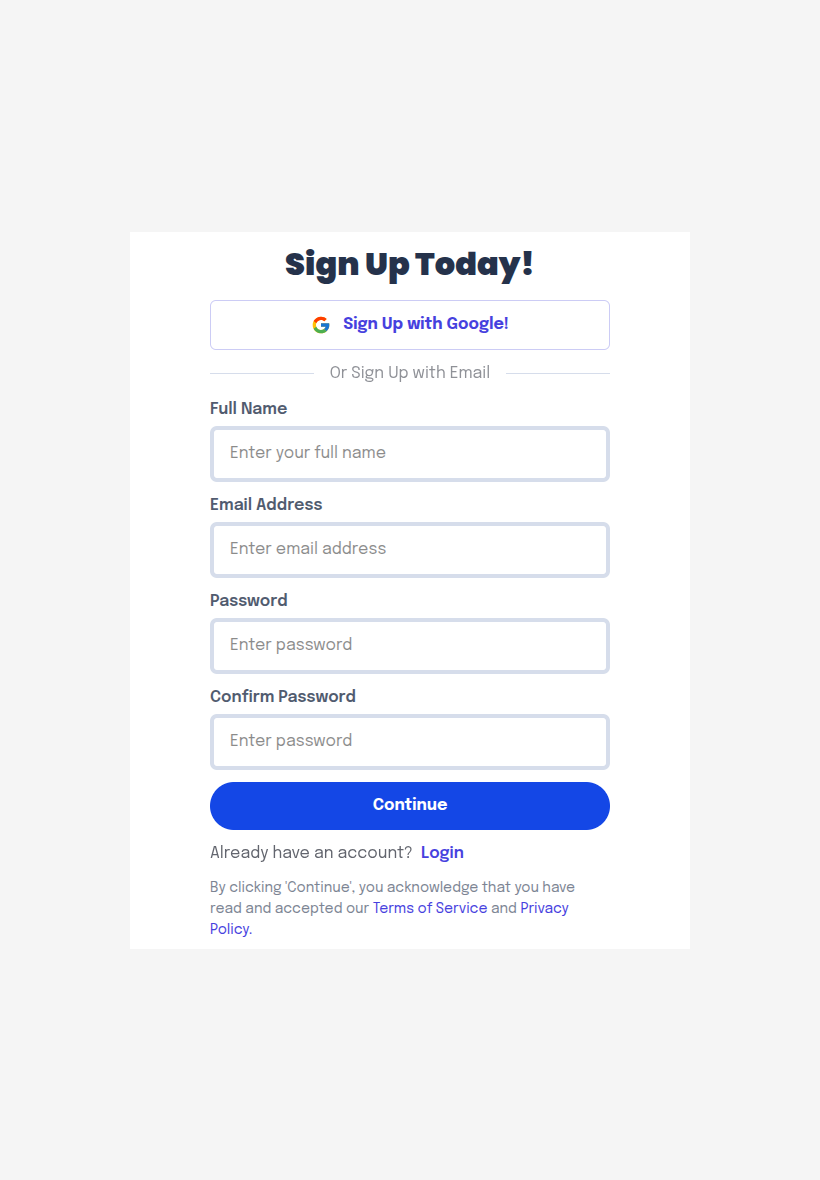 Sign Up Today!
Sign Up with Google!
Or Sign Up with Email
Full Name
Enter your full name
Email Address
Enter email address
Password
Enter password
Confirm Password
Enter password
Continue
Already have an account? Login
By clicking 'Continue', you acknowledge that you have
read and accepted our Terms of Service and Privacy
Policy.